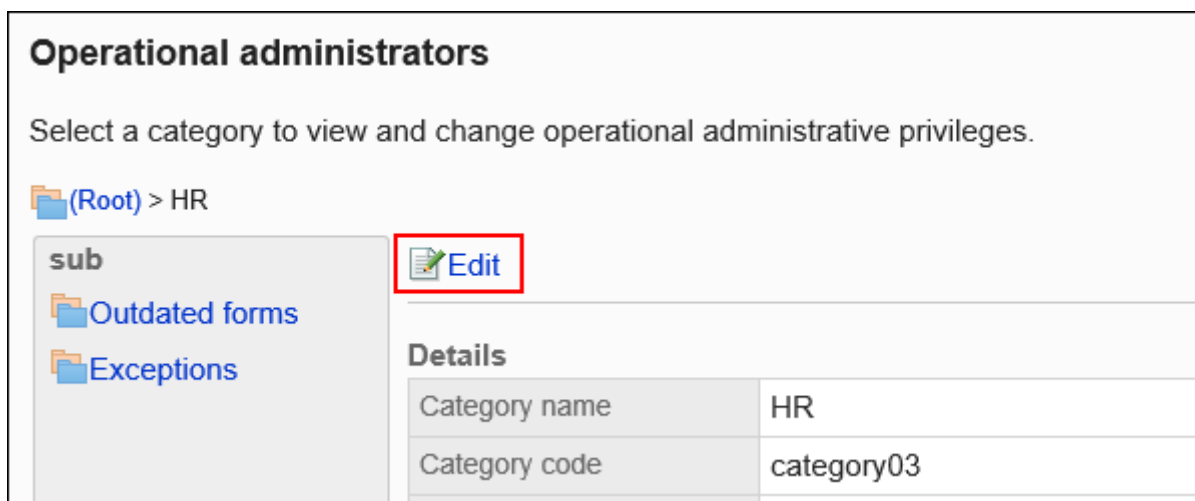 Operational administrators
Select a category to view and change operational administrative privileges.
(Root) > HR
sub
Outdated forms
Exceptions
Edit
Details
Category name HR
Category code category03